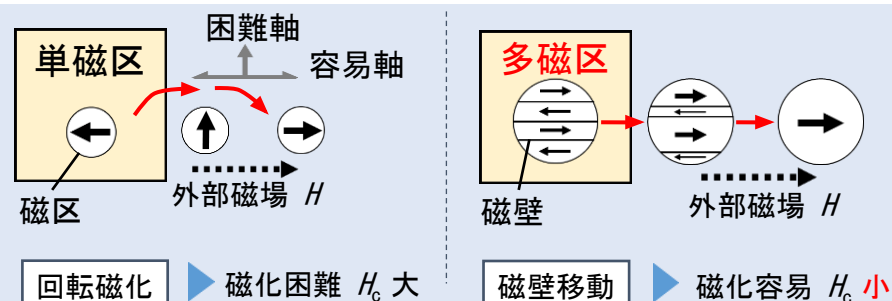 困難軸
単磁区
容易軸
磁区
外部磁場 H
回転磁化
磁化困難 Hc 大
多磁区
磁壁
外部磁場 H
磁壁移動
磁化容易 Hc 小